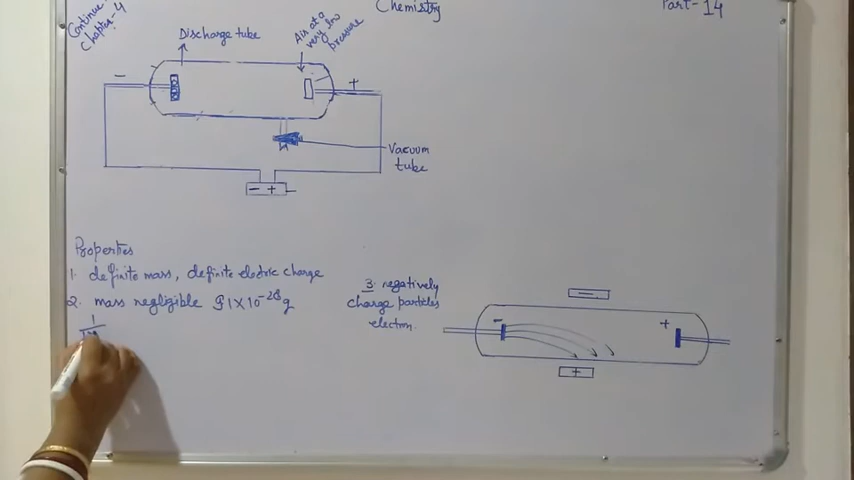 Continue
Chapter-4
Chemistry
Part-14
Discharge tube
Air at a
very low
pressure
-
+
Vacuum
tube
- +
Properties
1. definite mass, definite electric charge
2. mass negligible 9.1×10⁻²⁸g
1
3. negatively
charge particles
electron.
-
- +
+